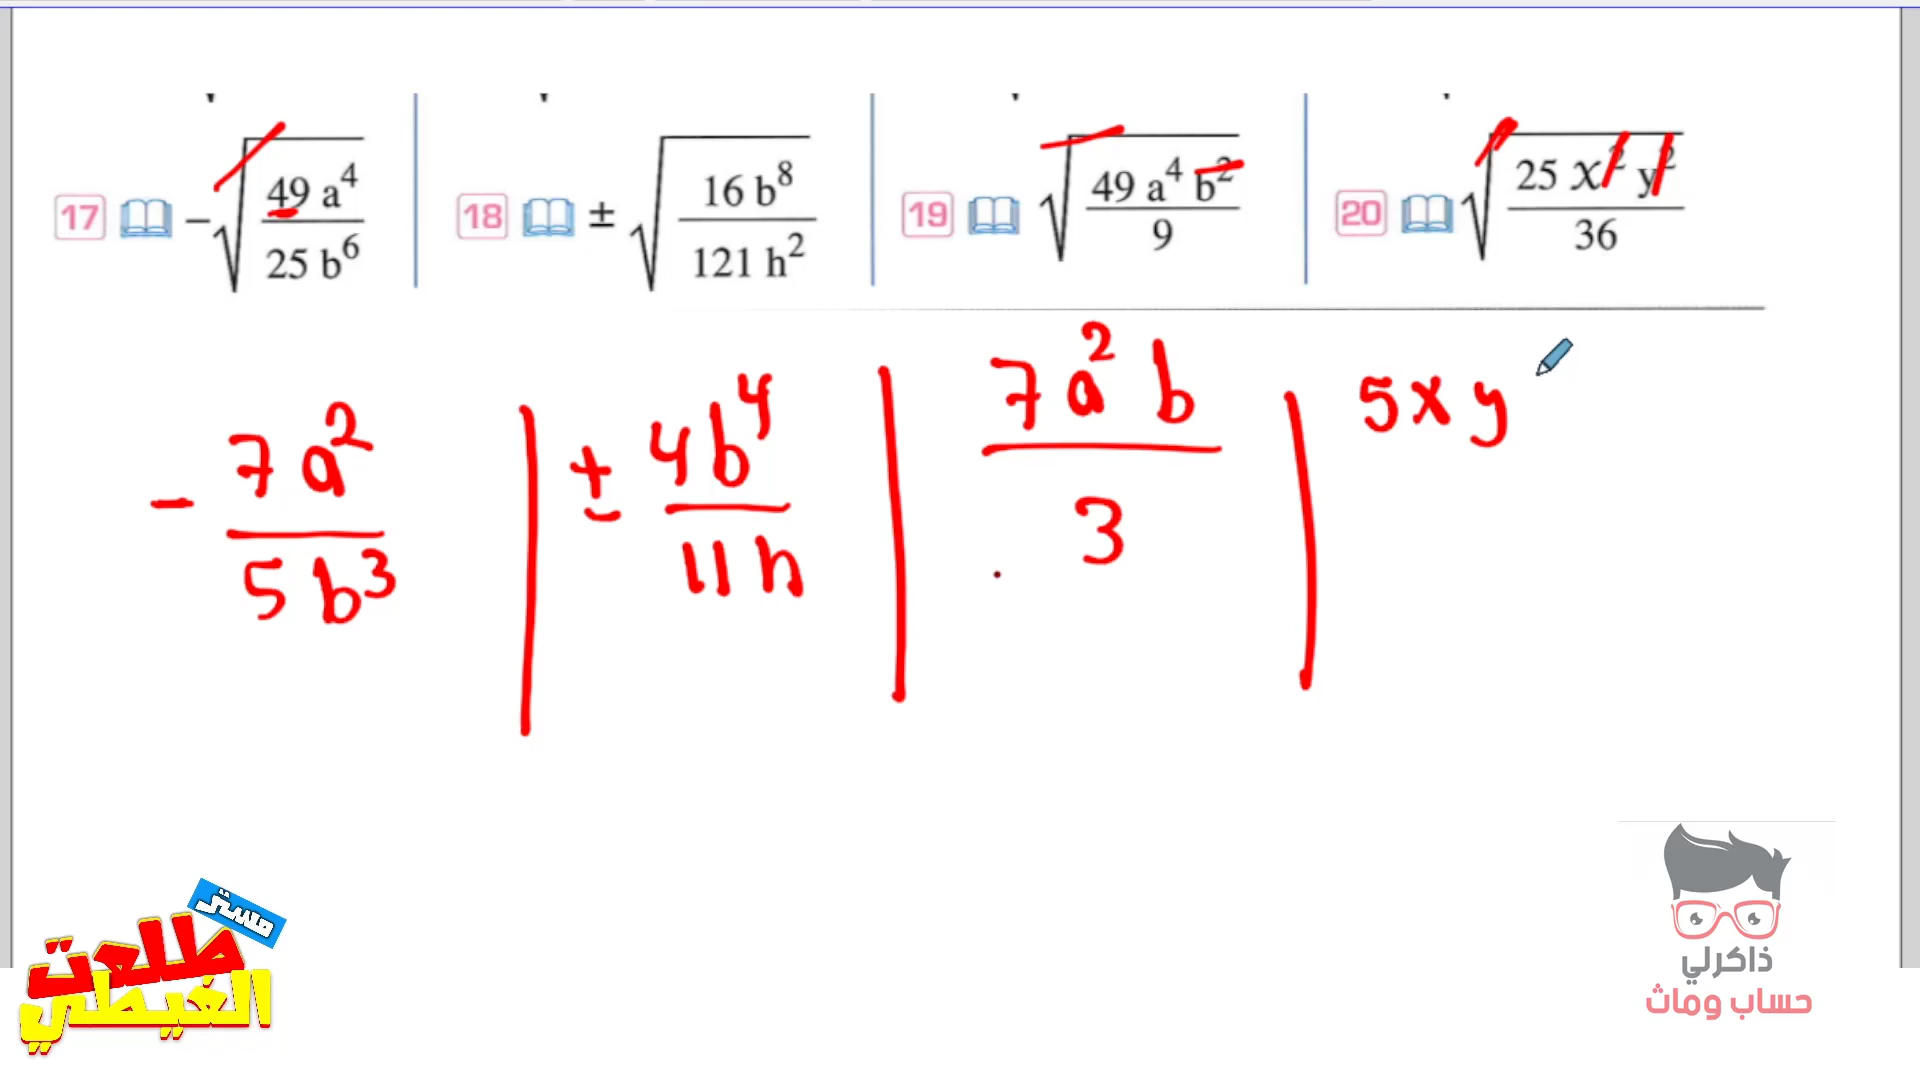 17 −√(49 a⁴ / 25 b⁶)
18 ± √(16 b⁸ / 121 h²)
19 √(49 a⁴ b² / 9)
20 √(25 x² y² / 36)
− 7a² / 5b³
± 4b⁴ / 11h
7a² b / 3
5xy
مستر
طلعت
الغيطي
ذاكرلي
حساب وماث